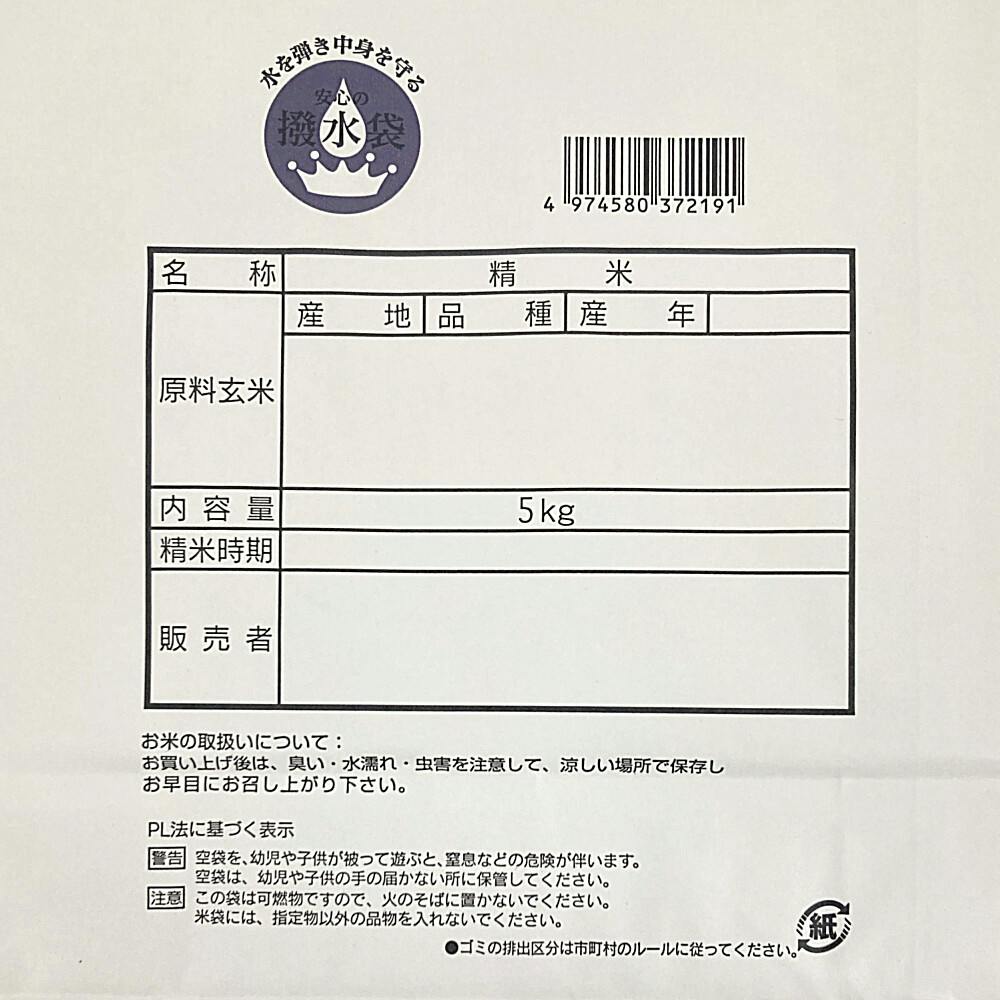 水を弾き中身を守る
安心の
撥水袋
4 974580 372191
名称 精米
産地 品種 産年
原料玄米
内容量 5kg
精米時期
販売者
お米の取扱いについて：
お買い上げ後は、臭い・水濡れ・虫害を注意して、涼しい場所で保存し
お早目にお召し上がり下さい。
PL法に基づく表示
警告 空袋を、幼児や子供が被って遊ぶと、窒息などの危険が伴います。
空袋は、幼児や子供の手の届かない所に保管してください。
注意 この袋は可燃物ですので、火のそばに置かないでください。
米袋には、指定物以外の品物を入れないでください。
●ゴミの排出区分は市町村のルールに従ってください。
紙